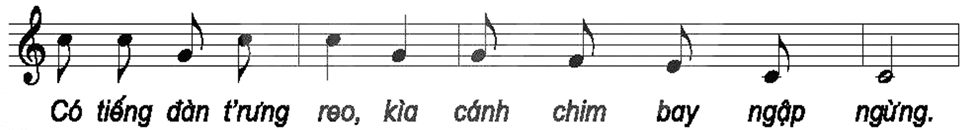 Có tiếng đàn t'rưng reo, kìa cánh chim bay ngập ngừng.